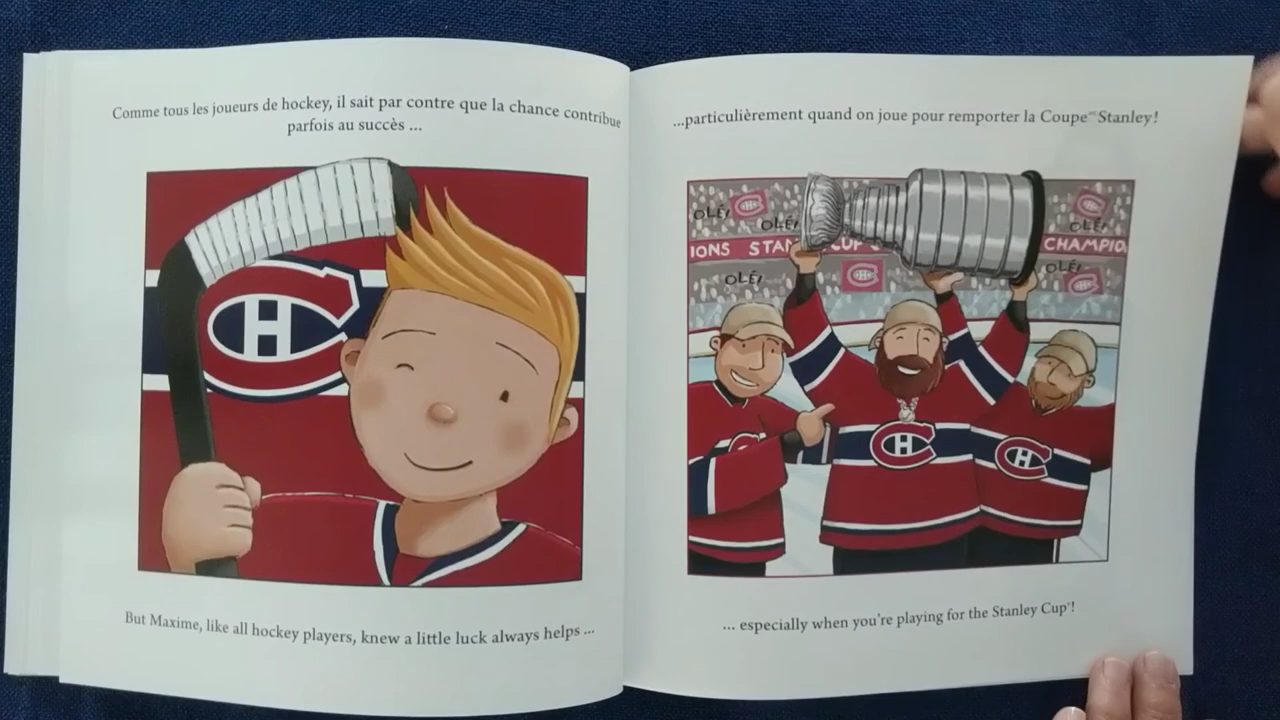 Comme tous les joueurs de hockey, il sait par contre que la chance contribue
parfois au succès ...
But Maxime, like all hockey players, knew a little luck always helps ...
...particulièrement quand on joue pour remporter la Coupe Stanley!
OLÉ!
OLÉ!
OLÉ!
IONS STAN CUP CHAMPIO
OLÉ!
OLÉ!
... especially when you're playing for the Stanley Cup!